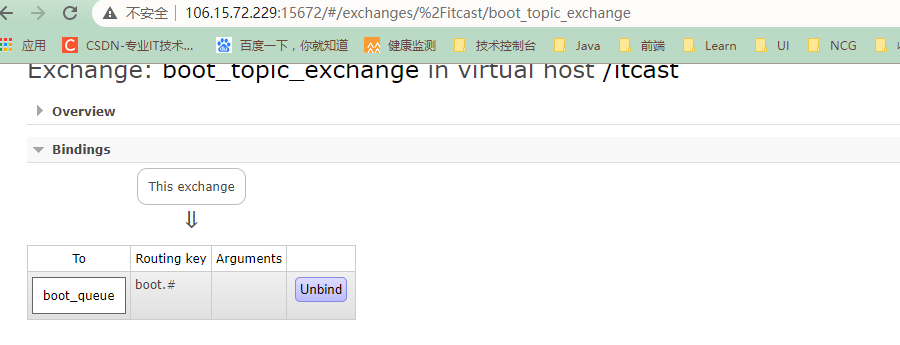 不安全 | 106.15.72.229:15672/#/exchanges/%2Fitcast/boot_topic_exchange
应用 CSDN-专业IT技术... 百度一下，你就知道 健康监测 技术控制台 Java 前端 Learn UI NCG
Exchange: boot_topic_exchange in virtual host /itcast
Overview
Bindings
This exchange
⇓
To Routing key Arguments
boot_queue boot.# Unbind